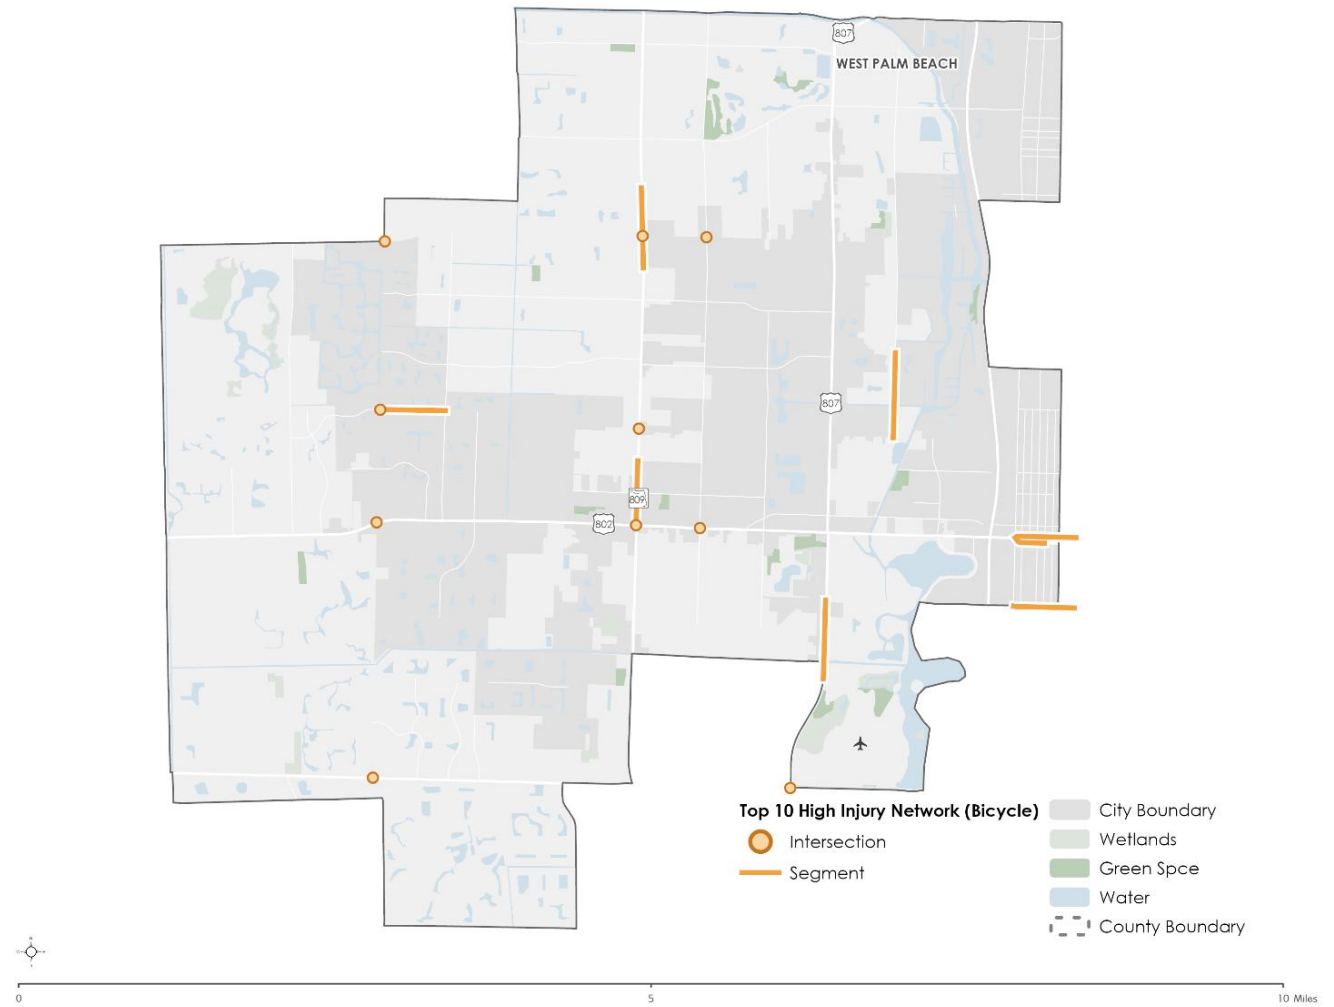 807
WEST PALM BEACH
807
809
802
Top 10 High Injury Network (Bicycle)
Intersection
Segment
City Boundary
Wetlands
Green Spce
Water
County Boundary
0
5
10 Miles